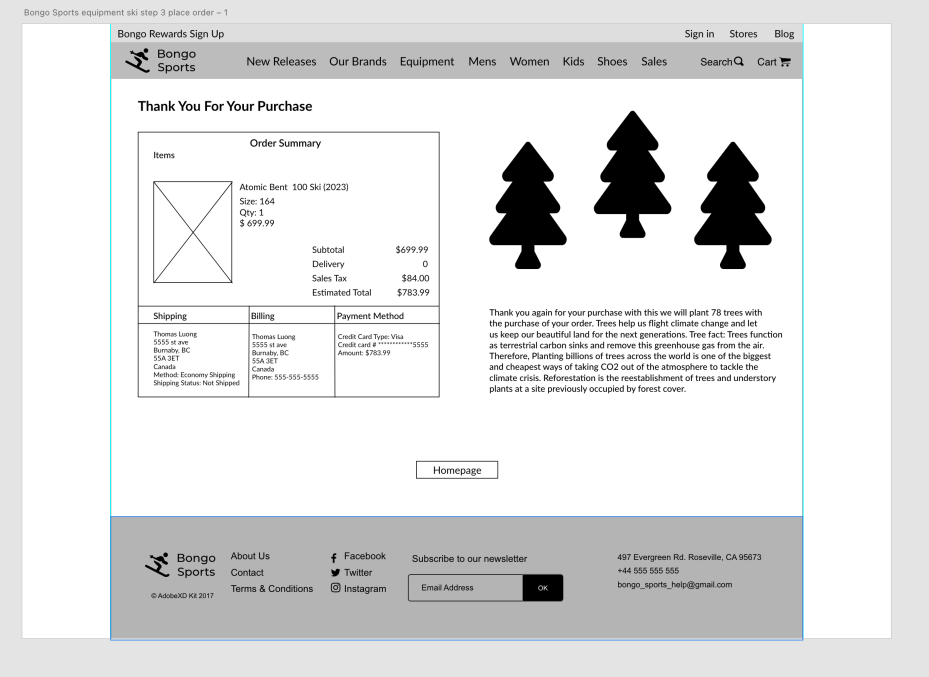 Bongo Sports equipment ski step 3 place order – 1
Bongo Rewards Sign Up
Sign in Stores Blog
Bongo
Sports
New Releases Our Brands Equipment Mens Women Kids Shoes Sales
Search Cart
Thank You For Your Purchase
Order Summary
Items
Atomic Bent 100 Ski (2023)
Size: 164
Qty: 1
$ 699.99
Subtotal $699.99
Delivery 0
Sales Tax $84.00
Estimated Total $783.99
Shipping
Thomas Luong
5555 st ave
Burnaby, BC
55A 3ET
Canada
Method: Economy Shipping
Shipping Status: Not Shipped
Billing
Thomas Luong
5555 st ave
Burnaby, BC
55A 3ET
Canada
Phone: 555-555-5555
Payment Method
Credit Card Type: Visa
Credit card # ************5555
Amount: $783.99
Thank you again for your purchase with this we will plant 78 trees with
the purchase of your order. Trees help us flight climate change and let
us keep our beautiful land for the next generations. Tree fact: Trees function
as terrestrial carbon sinks and remove this greenhouse gas from the air.
Therefore, Planting billions of trees across the world is one of the biggest
and cheapest ways of taking CO2 out of the atmosphere to tackle the
climate crisis. Reforestation is the reestablishment of trees and understory
plants at a site previously occupied by forest cover.
Homepage
Bongo
Sports
© AdobeXD Kit 2017
About Us
Contact
Terms & Conditions
Facebook
Twitter
Instagram
Subscribe to our newsletter
Email Address OK
497 Evergreen Rd. Roseville, CA 95673
+44 555 555 555
bongo_sports_help@gmail.com